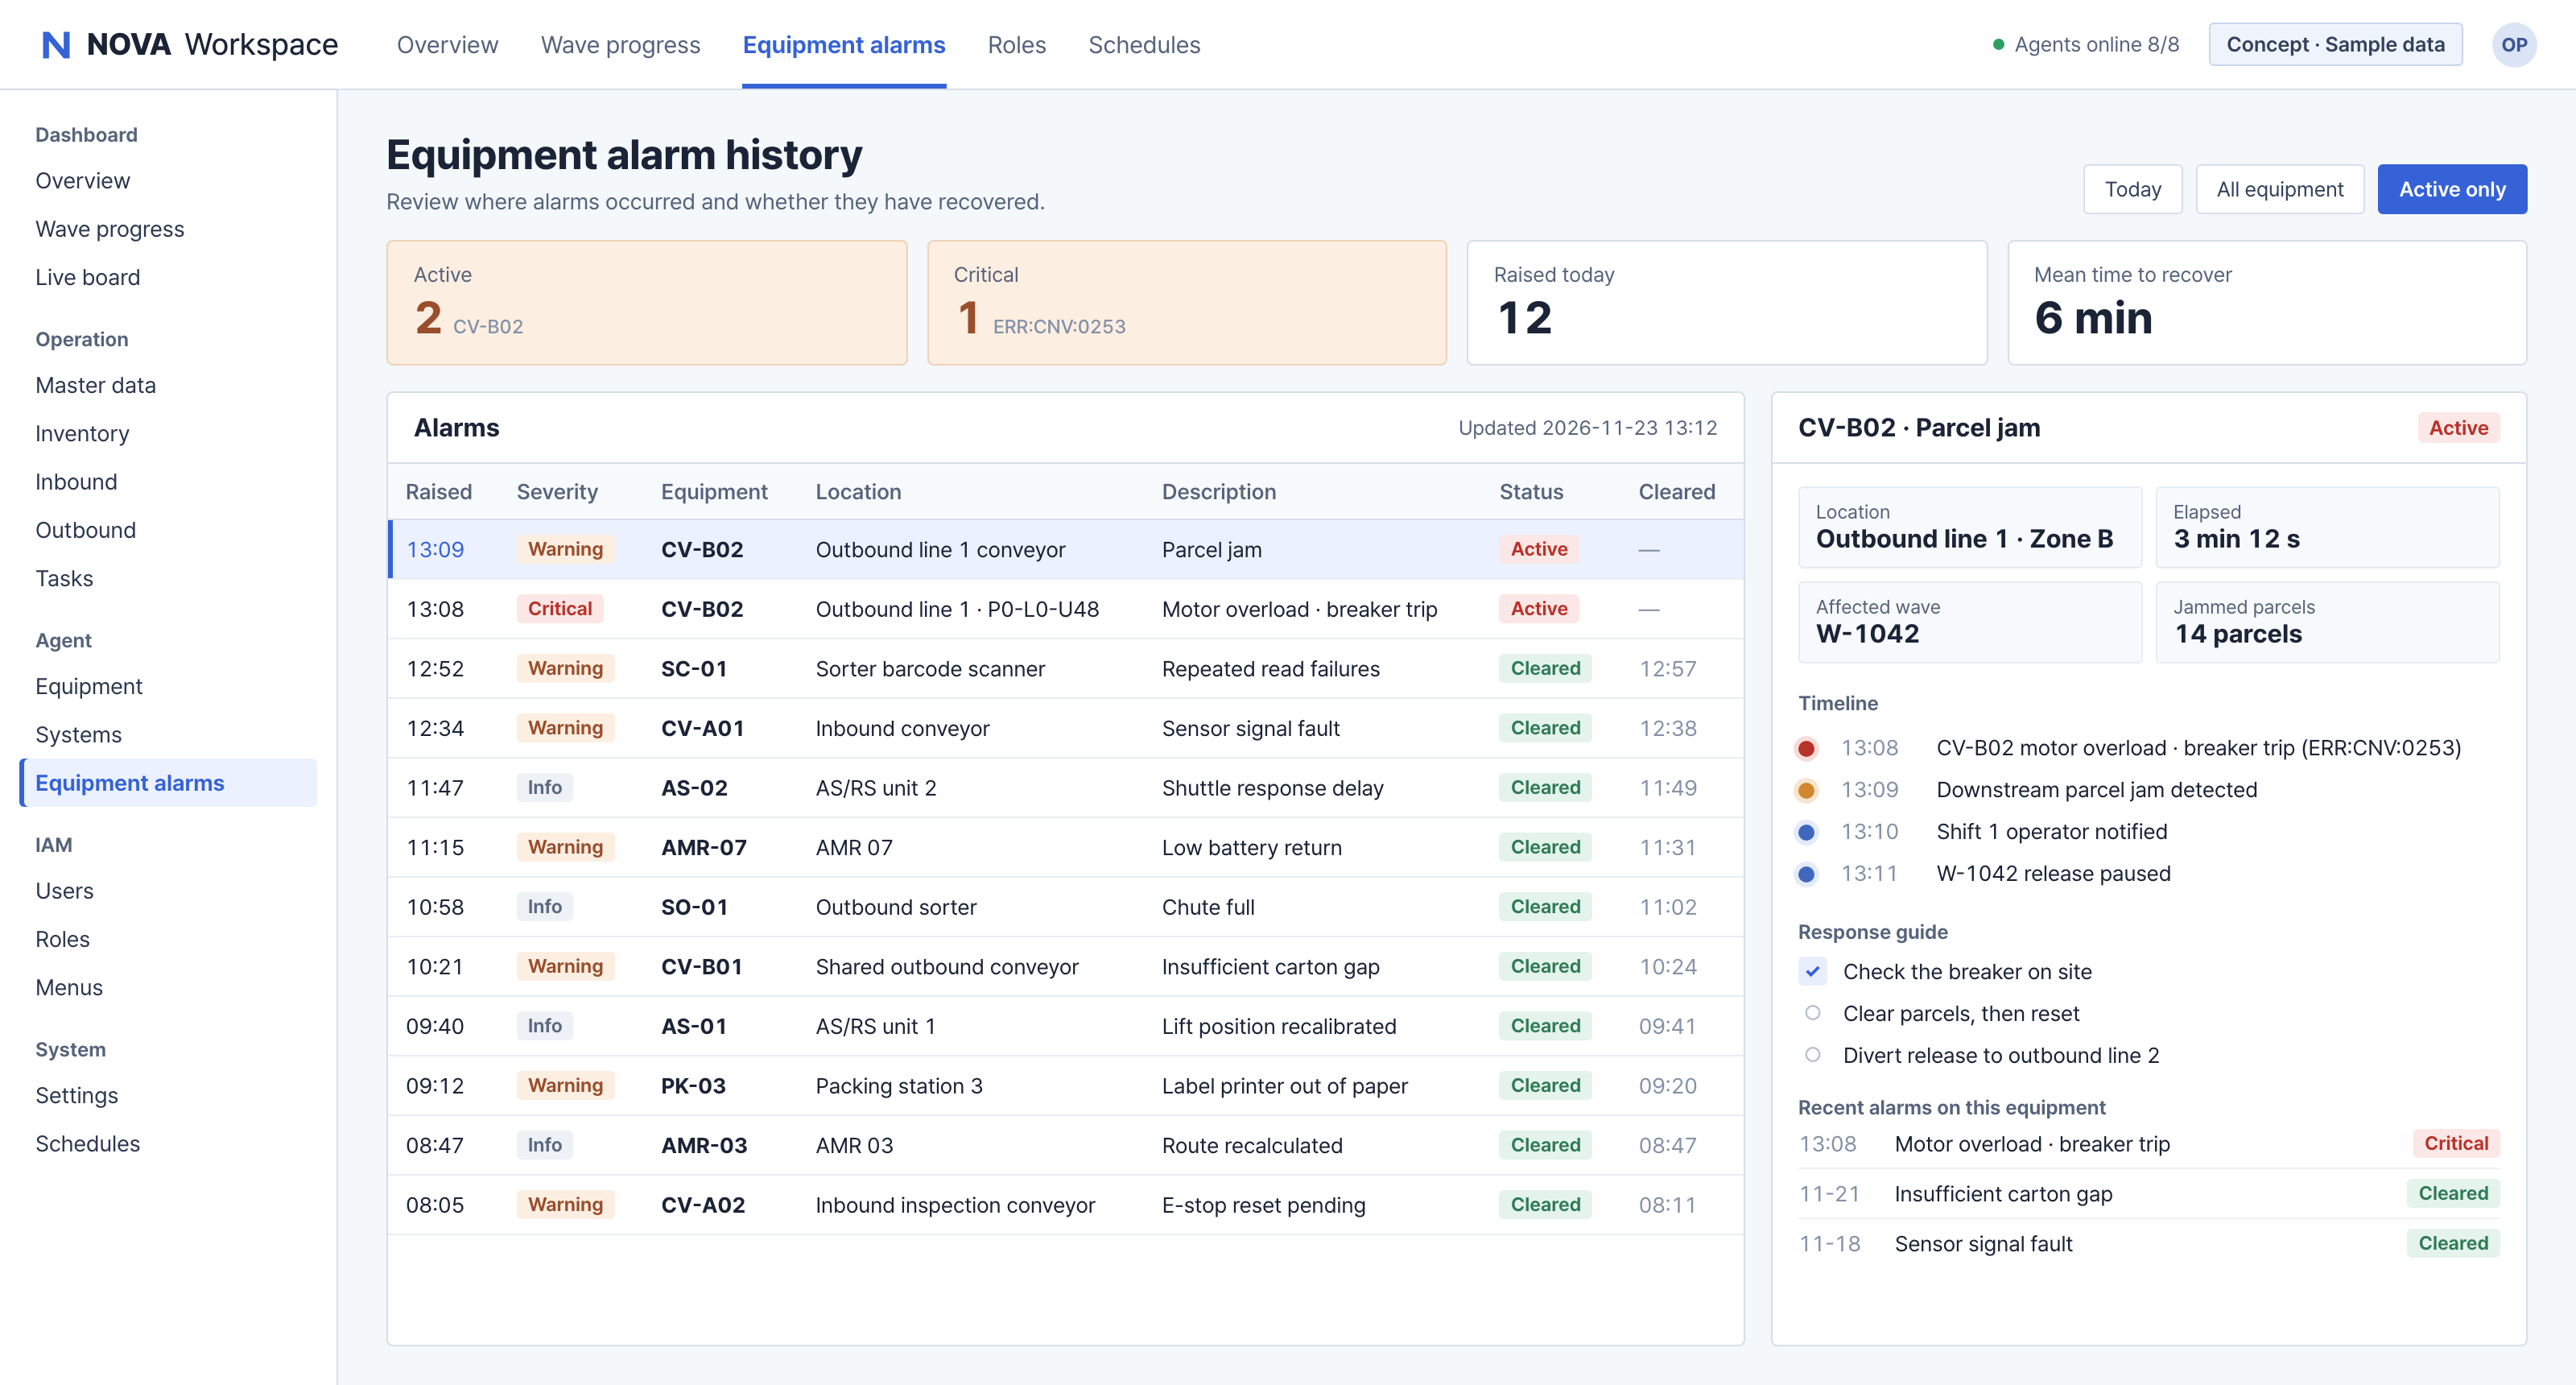 NOVA Workspace
Overview
Wave progress
Equipment alarms
Roles
Schedules
Agents online 8/8
Concept · Sample data
OP
Dashboard
Overview
Wave progress
Live board
Operation
Master data
Inventory
Inbound
Outbound
Tasks
Agent
Equipment
Systems
Equipment alarms
IAM
Users
Roles
Menus
System
Settings
Schedules
Equipment alarm history
Review where alarms occurred and whether they have recovered.
Today
All equipment
Active only
Active
2 CV-B02
Critical
1 ERR:CNV:0253
Raised today
12
Mean time to recover
6 min
Alarms
Updated 2026-11-23 13:12
Raised Severity Equipment Location Description Status Cleared
13:09 Warning CV-B02 Outbound line 1 conveyor Parcel jam Active —
13:08 Critical CV-B02 Outbound line 1 · P0-L0-U48 Motor overload · breaker trip Active —
12:52 Warning SC-01 Sorter barcode scanner Repeated read failures Cleared 12:57
12:34 Warning CV-A01 Inbound conveyor Sensor signal fault Cleared 12:38
11:47 Info AS-02 AS/RS unit 2 Shuttle response delay Cleared 11:49
11:15 Warning AMR-07 AMR 07 Low battery return Cleared 11:31
10:58 Info SO-01 Outbound sorter Chute full Cleared 11:02
10:21 Warning CV-B01 Shared outbound conveyor Insufficient carton gap Cleared 10:24
09:40 Info AS-01 AS/RS unit 1 Lift position recalibrated Cleared 09:41
09:12 Warning PK-03 Packing station 3 Label printer out of paper Cleared 09:20
08:47 Info AMR-03 AMR 03 Route recalculated Cleared 08:47
08:05 Warning CV-A02 Inbound inspection conveyor E-stop reset pending Cleared 08:11
CV-B02 · Parcel jam
Active
Location
Outbound line 1 · Zone B
Elapsed
3 min 12 s
Affected wave
W-1042
Jammed parcels
14 parcels
Timeline
13:08 CV-B02 motor overload · breaker trip (ERR:CNV:0253)
13:09 Downstream parcel jam detected
13:10 Shift 1 operator notified
13:11 W-1042 release paused
Response guide
Check the breaker on site
Clear parcels, then reset
Divert release to outbound line 2
Recent alarms on this equipment
13:08 Motor overload · breaker trip Critical
11-21 Insufficient carton gap Cleared
11-18 Sensor signal fault Cleared